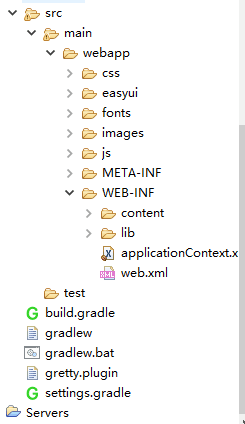 src
main
webapp
css
easyui
fonts
images
js
META-INF
WEB-INF
content
lib
applicationContext.x
web.xml
test
build.gradle
gradlew
gradlew.bat
gretty.plugin
settings.gradle
Servers